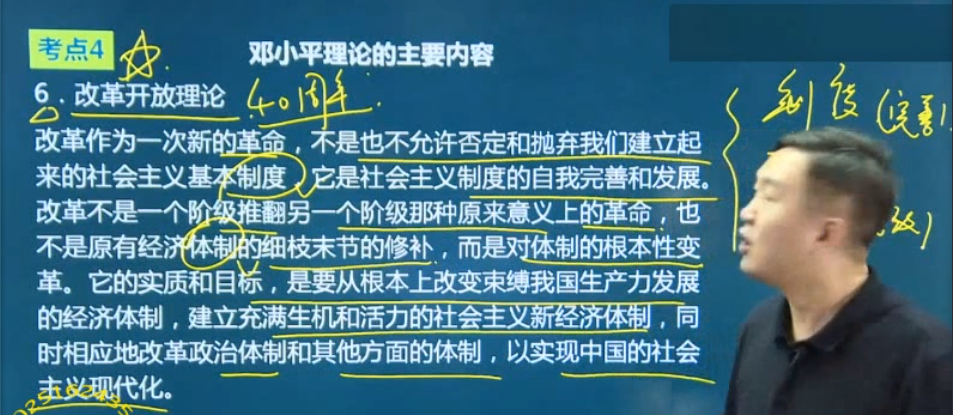 考点4
邓小平理论的主要内容
6．改革开放理论 40周年
制度（完善）
改革作为一次新的革命，不是也不允许否定和抛弃我们建立起
来的社会主义基本制度，它是社会主义制度的自我完善和发展。
改革不是一个阶级推翻另一个阶级那种原来意义上的革命，也
不是原有经济体制的细枝末节的修补，而是对体制的根本性变
革。它的实质和目标，是要从根本上改变束缚我国生产力发展
的经济体制，建立充满生机和活力的社会主义新经济体制，同
时相应地改革政治体制和其他方面的体制，以实现中国的社会
主义现代化。